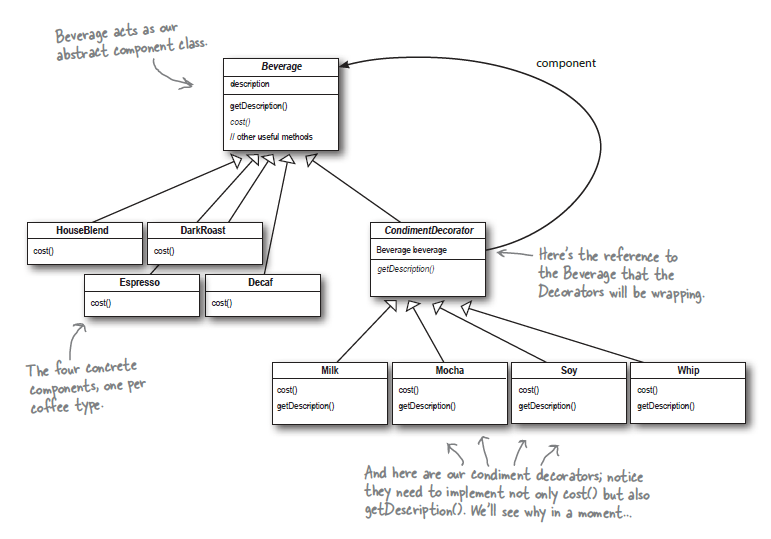 Beverage acts as our
abstract component class.
Beverage
description
getDescription()
cost()
// other useful methods
component
HouseBlend
cost()
DarkRoast
cost()
Espresso
cost()
Decaf
cost()
CondimentDecorator
Beverage beverage
getDescription()
Here's the reference to
the Beverage that the
Decorators will be wrapping.
The four concrete
components, one per
coffee type.
Milk
cost()
getDescription()
Mocha
cost()
getDescription()
Soy
cost()
getDescription()
Whip
cost()
getDescription()
And here are our condiment decorators; notice
they need to implement not only cost() but also
getDescription(). We'll see why in a moment...